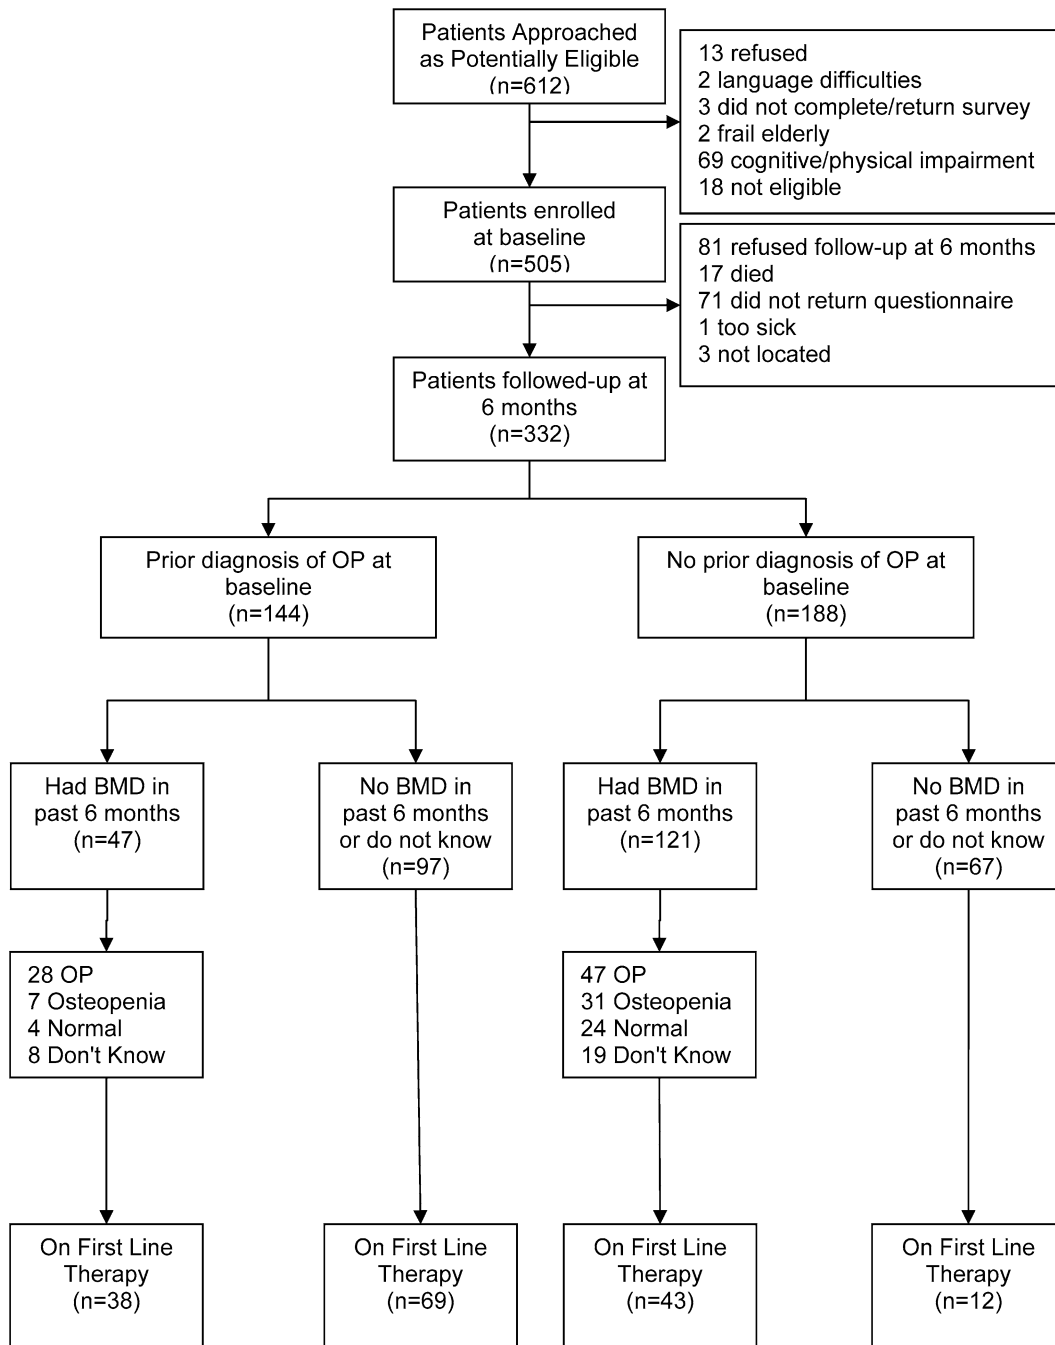 Patients Approached
as Potentially Eligible
(n=612)
13 refused
2 language difficulties
3 did not complete/return survey
2 frail elderly
69 cognitive/physical impairment
18 not eligible
Patients enrolled
at baseline
(n=505)
81 refused follow-up at 6 months
17 died
71 did not return questionnaire
1 too sick
3 not located
Patients followed-up at
6 months
(n=332)
Prior diagnosis of OP at
baseline
(n=144)
No prior diagnosis of OP at
baseline
(n=188)
Had BMD in
past 6 months
(n=47)
No BMD in
past 6 months
or do not know
(n=97)
Had BMD in
past 6 months
(n=121)
No BMD in
past 6 months
or do not know
(n=67)
28 OP
7 Osteopenia
4 Normal
8 Don't Know
47 OP
31 Osteopenia
24 Normal
19 Don't Know
On First Line
Therapy
(n=38)
On First Line
Therapy
(n=69)
On First Line
Therapy
(n=43)
On First Line
Therapy
(n=12)